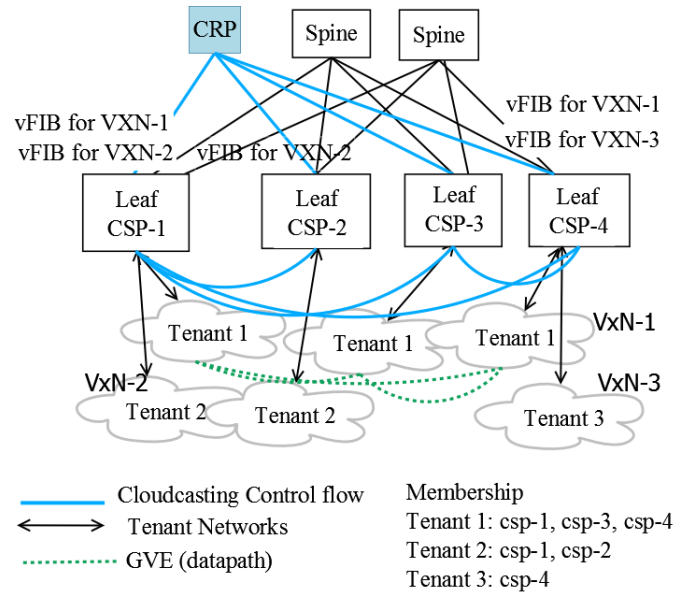 CRP
Spine
Spine
vFIB for VXN-1
vFIB for VXN-1
vFIB for VXN-2
vFIB for VXN-2
vFIB for VXN-3
Leaf
CSP-1
Leaf
CSP-2
Leaf
CSP-3
Leaf
CSP-4
Tenant 1
Tenant 1
Tenant 1
VxN-1
VxN-2
VxN-3
Tenant 2
Tenant 2
Tenant 3
Cloudcasting Control flow
Tenant Networks
GVE (datapath)
Membership
Tenant 1: csp-1, csp-3, csp-4
Tenant 2: csp-1, csp-2
Tenant 3: csp-4